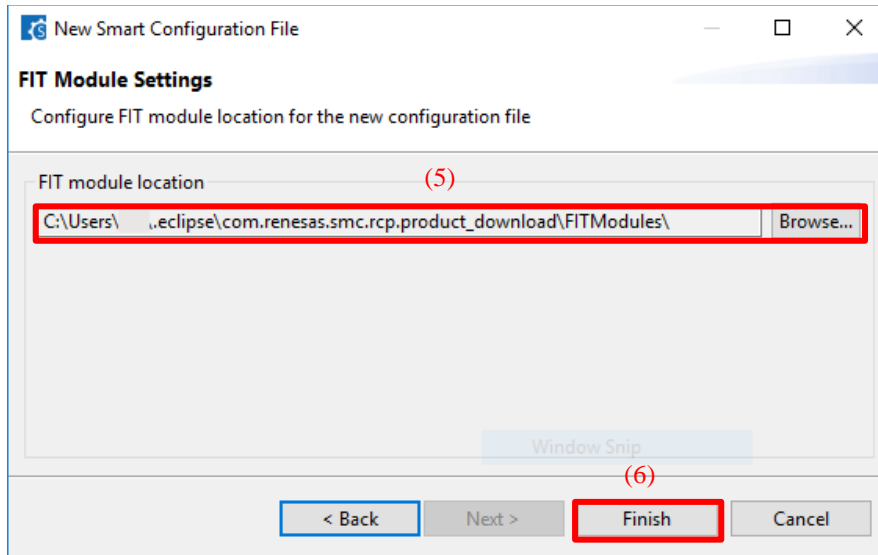 New Smart Configuration File
FIT Module Settings
Configure FIT module location for the new configuration file
FIT module location
(5)
C:\Users\ \.eclipse\com.renesas.smc.rcp.product_download\FITModules\
Browse...
Window Snip
(6)
< Back
Next >
Finish
Cancel